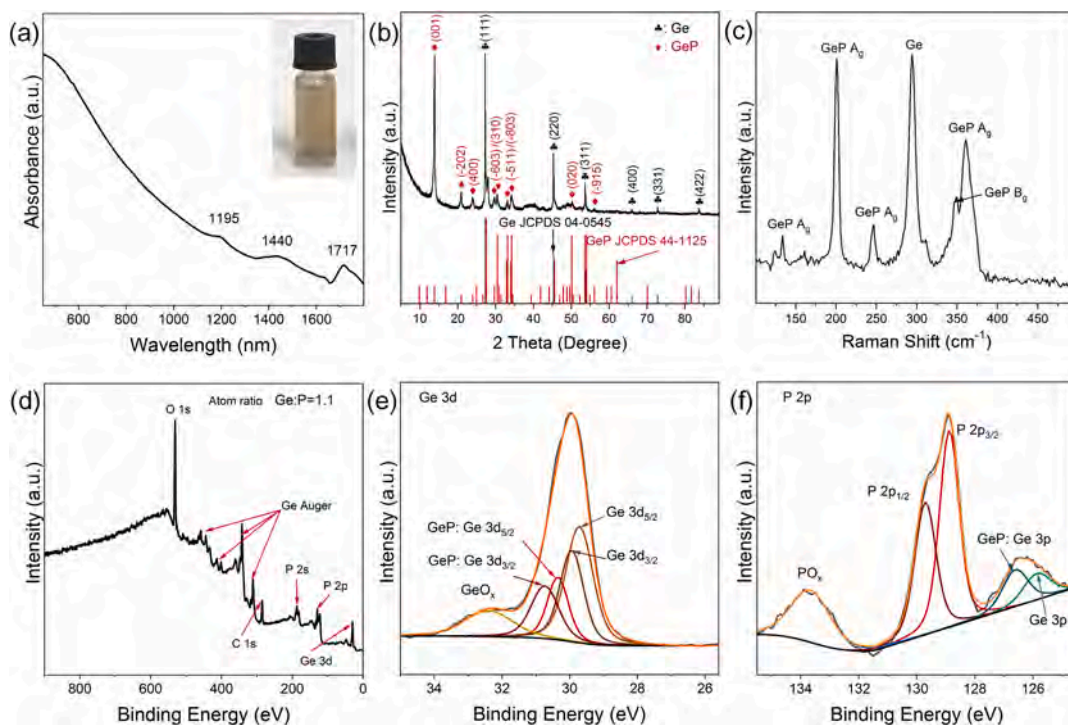 (a)
Absorbance (a.u.)
1195
1440
1717
600 800 1000 1200 1400 1600
Wavelength (nm)
(b)
Intensity (a.u.)
♣: Ge
♦: GeP
(001)
(111)
(-202)
(400)
(-603)/(310)
(-511)/(-803)
(220)
(311)
(020)
(-915)
(400)
(331)
(422)
Ge JCPDS 04-0545
GeP JCPDS 44-1125
10 20 30 40 50 60 70 80
2 Theta (Degree)
(c)
Intensity (a.u.)
GeP Ag
GeP Ag
GeP Ag
Ge
GeP Ag
GeP Bg
100 150 200 250 300 350 400 450 500
Raman Shift (cm⁻¹)
(d)
Intensity (a.u.)
Atom ratio Ge:P=1.1
O 1s
Ge Auger
P 2s
P 2p
C 1s
Ge 3d
800 600 400 200 0
Binding Energy (eV)
(e) Ge 3d
Intensity (a.u.)
GeP: Ge 3d5/2
GeP: Ge 3d3/2
GeOx
Ge 3d5/2
Ge 3d3/2
34 32 30 28 26
Binding Energy (eV)
(f) P 2p
Intensity (a.u.)
P 2p3/2
P 2p1/2
POx
GeP: Ge 3p
Ge 3p
134 132 130 128 126
Binding Energy (eV)